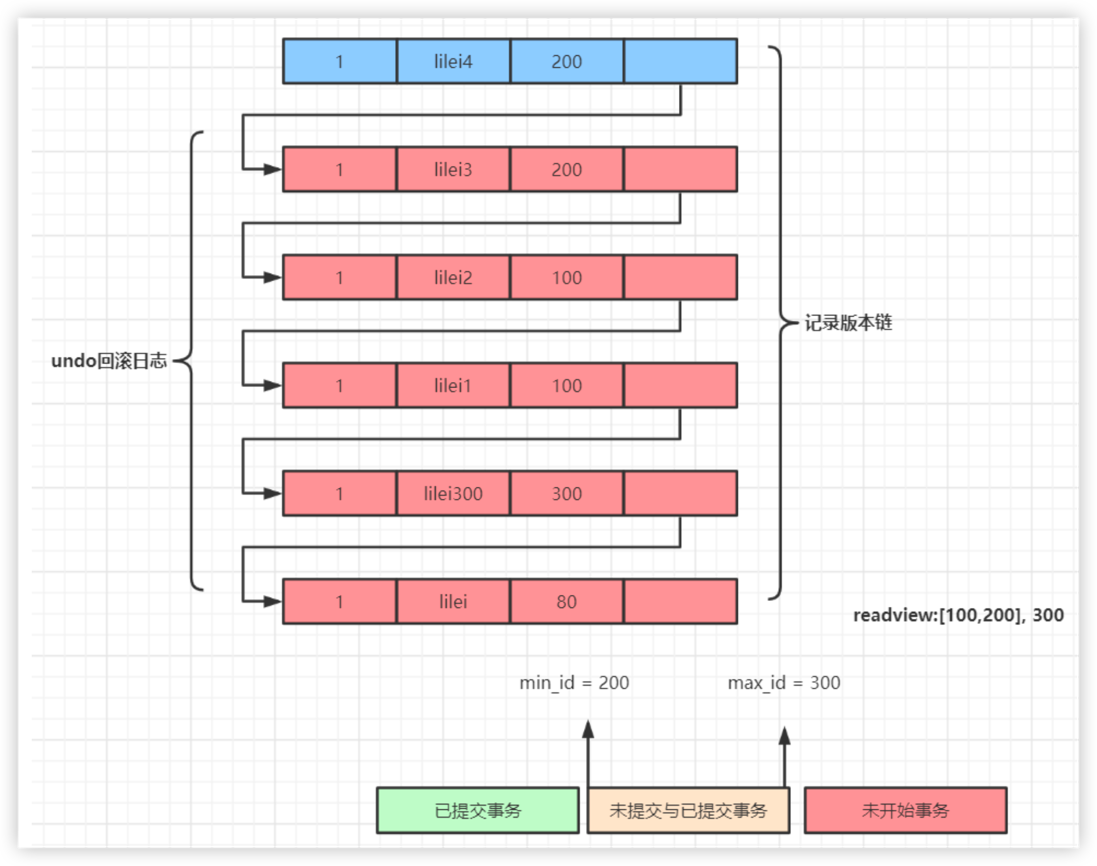 1 lilei4 200
1 lilei3 200
1 lilei2 100
1 lilei1 100
1 lilei300 300
1 lilei 80
undo回滚日志
记录版本链
readview:[100,200], 300
min_id = 200
max_id = 300
已提交事务
未提交与已提交事务
未开始事务